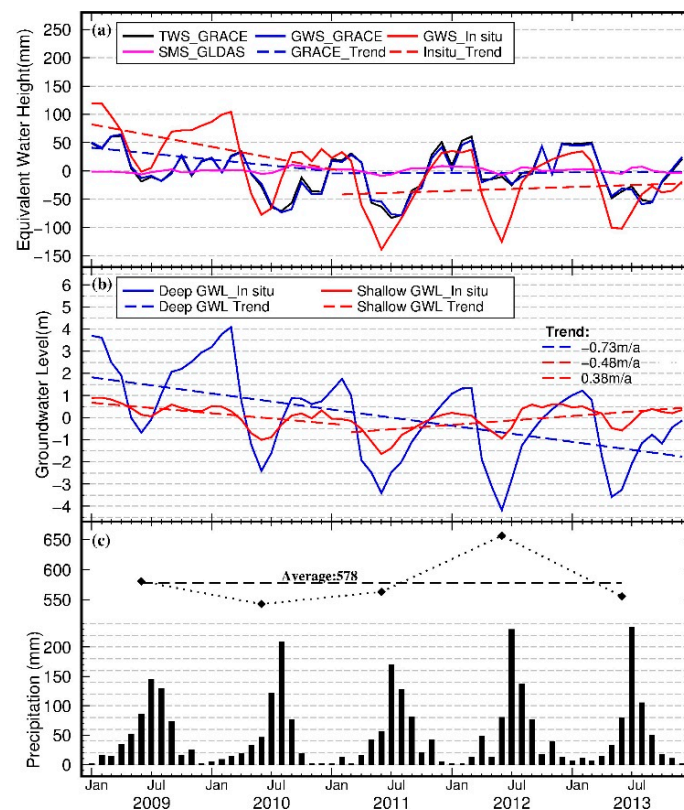 (a)
TWS_GRACE GWS_GRACE GWS_In situ
SMS_GLDAS GRACE_Trend Insitu_Trend
Equivalent Water Height(mm)
250
200
150
100
50
0
−50
−100
−150
(b)
Deep GWL_In situ Shallow GWL_In situ
Deep GWL Trend Shallow GWL Trend
Trend:
−0.73m/a
−0.48m/a
0.38m/a
Groundwater Level(m)
6
5
4
3
2
1
0
−1
−2
−3
−4
(c)
Average:578
650
600
550
Precipitation (mm)
200
150
100
80
50
0
Jan Jul Jan Jul Jan Jul Jan Jul Jan Jul
2009 2010 2011 2012 2013